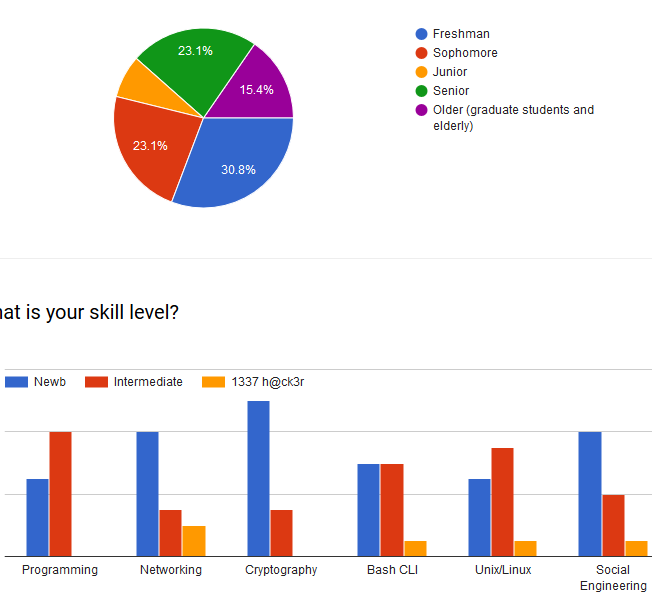 23.1%
15.4%
23.1%
30.8%
Freshman
Sophomore
Junior
Senior
Older (graduate students and
elderly)
is your skill level?
Newb
Intermediate
1337 h@ck3r
Programming
Networking
Cryptography
Bash CLI
Unix/Linux
Social
Engineering